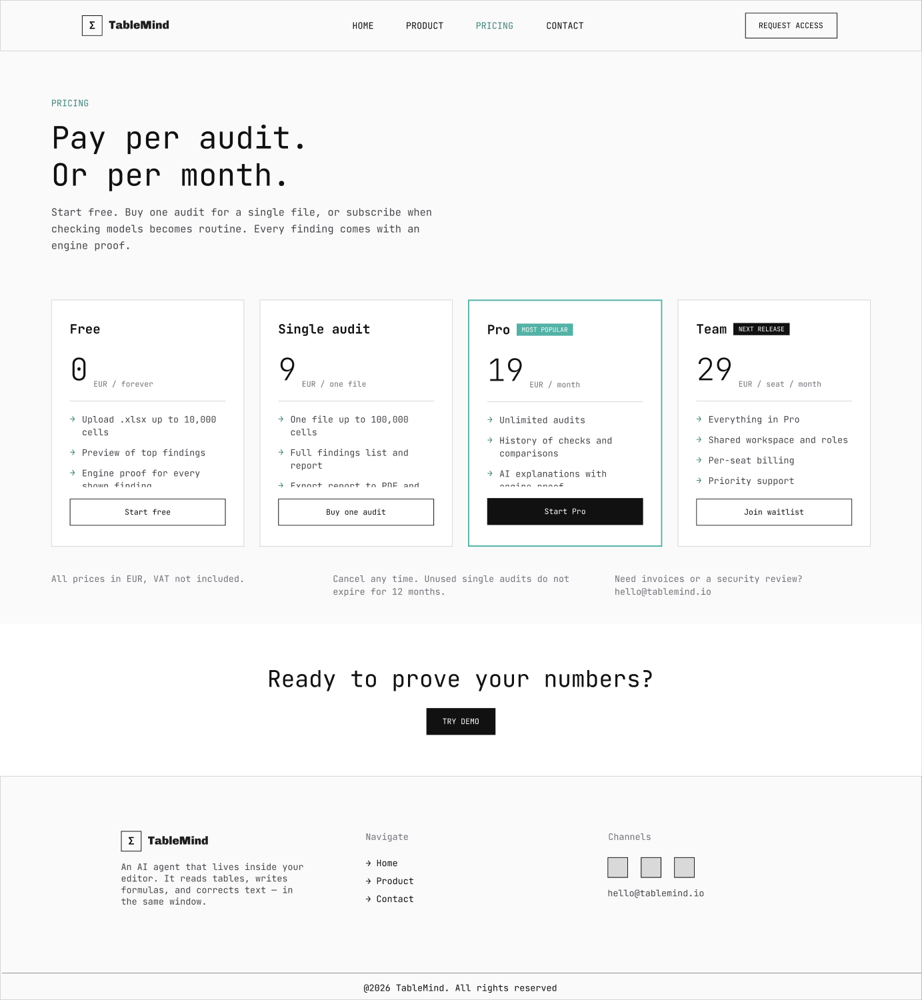 Σ TableMind
HOME PRODUCT PRICING CONTACT
REQUEST ACCESS
PRICING
Pay per audit.
Or per month.
Start free. Buy one audit for a single file, or subscribe when
checking models becomes routine. Every finding comes with an
engine proof.
Free
0 EUR / forever
→ Upload .xlsx up to 10,000
cells
→ Preview of top findings
→ Engine proof for every
shown finding
Start free
Single audit
9 EUR / one file
→ One file up to 100,000
cells
→ Full findings list and
report
→ Export report to PDF and
Buy one audit
Pro MOST POPULAR
19 EUR / month
→ Unlimited audits
→ History of checks and
comparisons
→ AI explanations with
engine proof
Start Pro
Team NEXT RELEASE
29 EUR / seat / month
→ Everything in Pro
→ Shared workspace and roles
→ Per-seat billing
→ Priority support
Join waitlist
All prices in EUR, VAT not included.
Cancel any time. Unused single audits do not
expire for 12 months.
Need invoices or a security review?
hello@tablemind.io
Ready to prove your numbers?
TRY DEMO
Σ TableMind
An AI agent that lives inside your
editor. It reads tables, writes
formulas, and corrects text — in
the same window.
Navigate
→ Home
→ Product
→ Contact
Channels
hello@tablemind.io
@2026 TableMind. All rights reserved